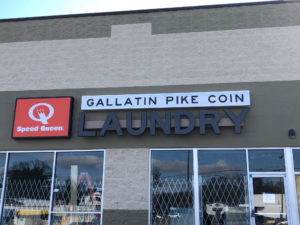 Speed Queen
GALLATIN PIKE COIN
LAUNDRY